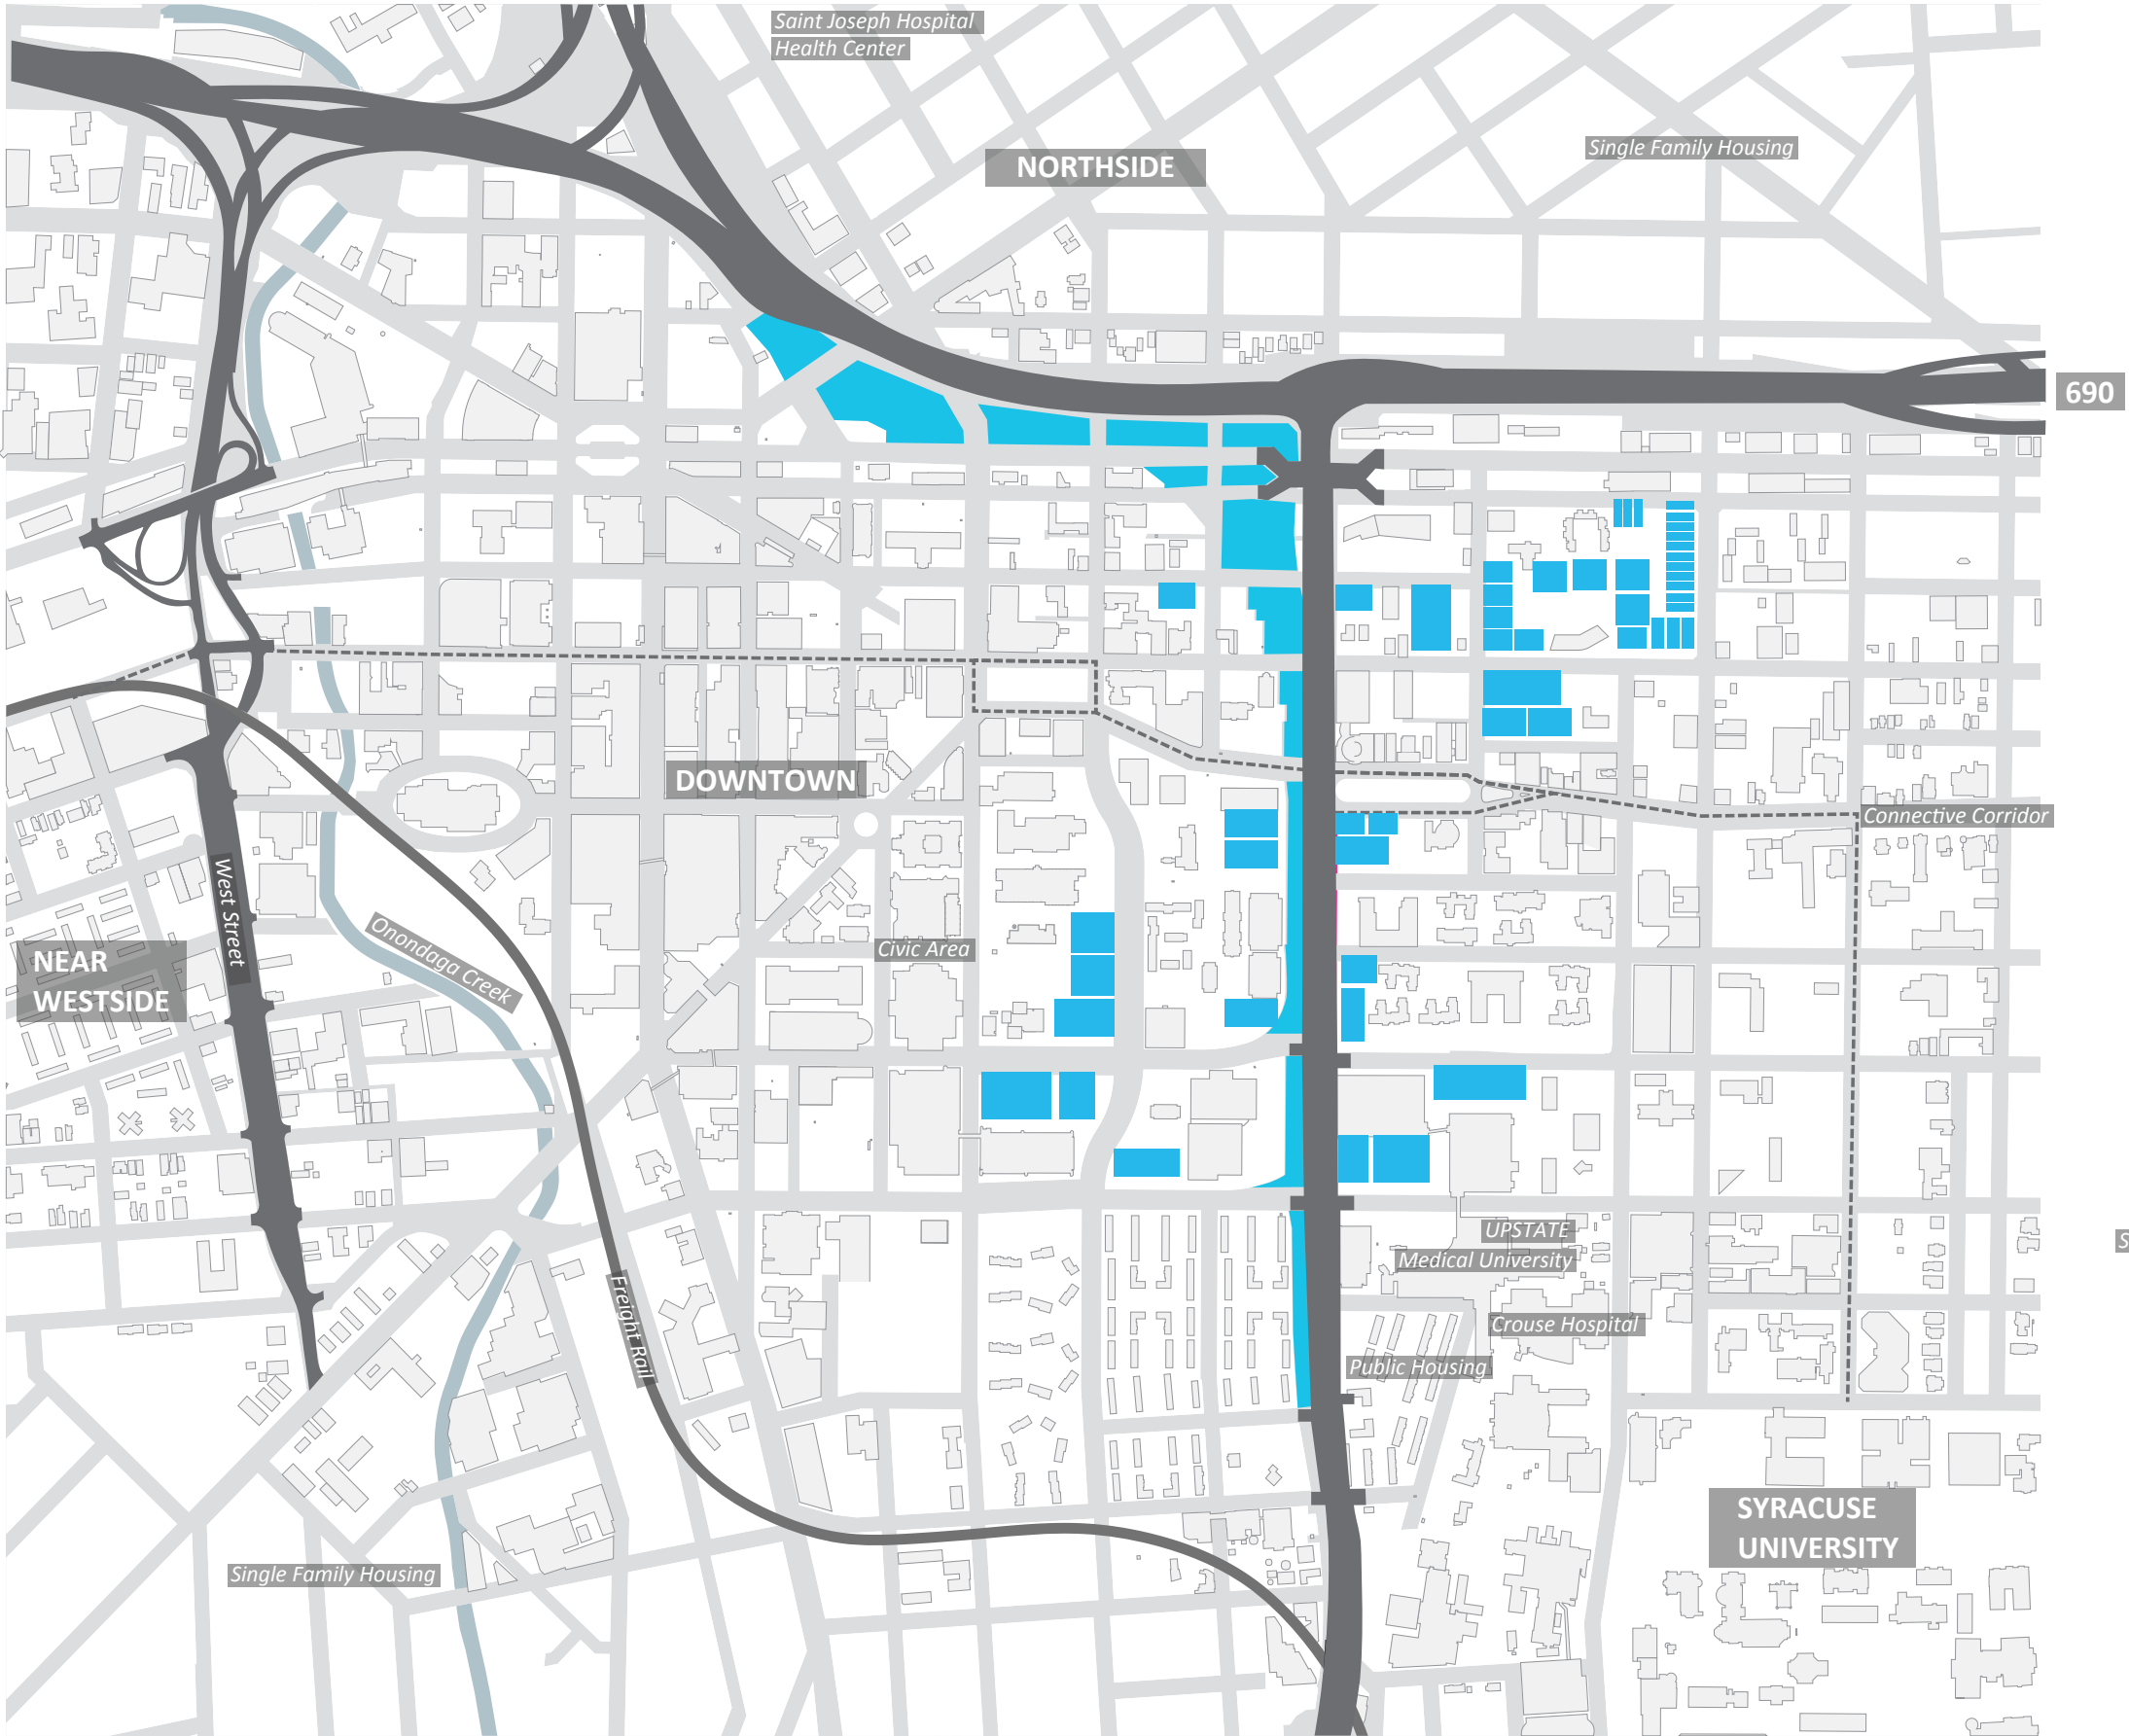 Saint Joseph Hospital
Health Center
NORTHSIDE
Single Family Housing
690
DOWNTOWN
Connective Corridor
West Street
Onondaga Creek
Civic Area
NEAR
WESTSIDE
UPSTATE
Medical University
S
Freight Rail
Crouse Hospital
Public Housing
SYRACUSE
UNIVERSITY
Single Family Housing